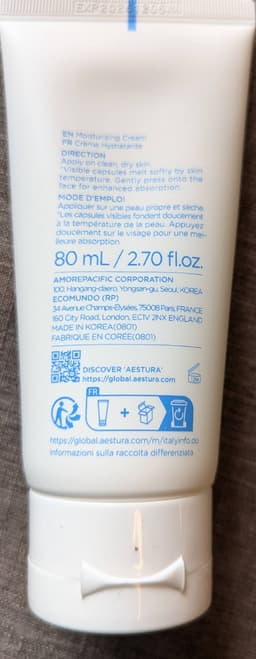 EN Moisturizing Cream
FR Crème Hydratante
DIRECTION
Apply on clean, dry skin.
*Visible capsules melt softly by skin
temperature. Gently press onto the
face for enhanced absorption.
MODE D'EMPLOI
Appliquer sur une peau propre et sèche.
*Les capsules visibles fondent doucement
à la température de la peau. Appuyez
doucement sur le visage pour une meil-
leure absorption.
80 mL / 2.70 fl.oz.
AMOREPACIFIC CORPORATION
100, Hangang-daero, Yongsan-gu, Seoul, KOREA
ECOMUNDO (RP)
34 Avenue Champs-Élysées, 75008 Paris, FRANCE
160 City Road, London, EC1V 2NX ENGLAND
MADE IN KOREA(0801)
FABRIQUÉ EN CORÉE(0801)
DISCOVER 'AESTURA'
https://global.aestura.com
FR
+
https://global.aestura.com/m/italyinfo.do
informazioni sulla raccolta differenziata